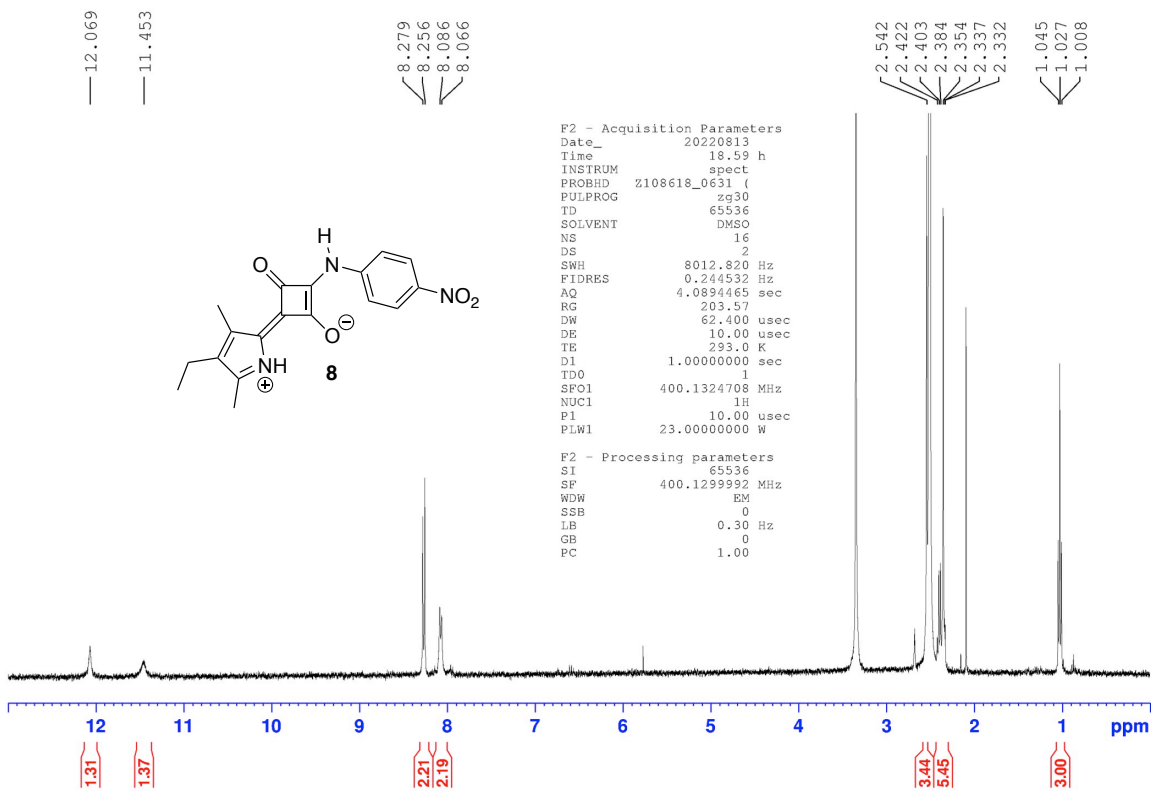 12.069
11.453
8.279
8.256
8.086
8.066
2.542
2.422
2.403
2.384
2.354
2.337
2.332
1.045
1.027
1.008
F2 - Acquisition Parameters
Date_ 20220813
Time 18.59 h
INSTRUM spect
PROBHD Z108618_0631 (
PULPROG zg30
TD 65536
SOLVENT DMSO
NS 16
DS 2
SWH 8012.820 Hz
FIDRES 0.244532 Hz
AQ 4.0894465 sec
RG 203.57
DW 62.400 usec
DE 10.00 usec
TE 293.0 K
D1 1.00000000 sec
TD0 1
SFO1 400.1324708 MHz
NUC1 1H
P1 10.00 usec
PLW1 23.00000000 W
F2 - Processing parameters
SI 65536
SF 400.1299992 MHz
WDW EM
SSB 0
LB 0.30 Hz
GB 0
PC 1.00
H
O N
NO2
O⊖
NH
⊕
8
12 11 10 9 8 7 6 5 4 3 2 1 ppm
1.31
1.37
2.21
2.19
3.44
5.45
3.00